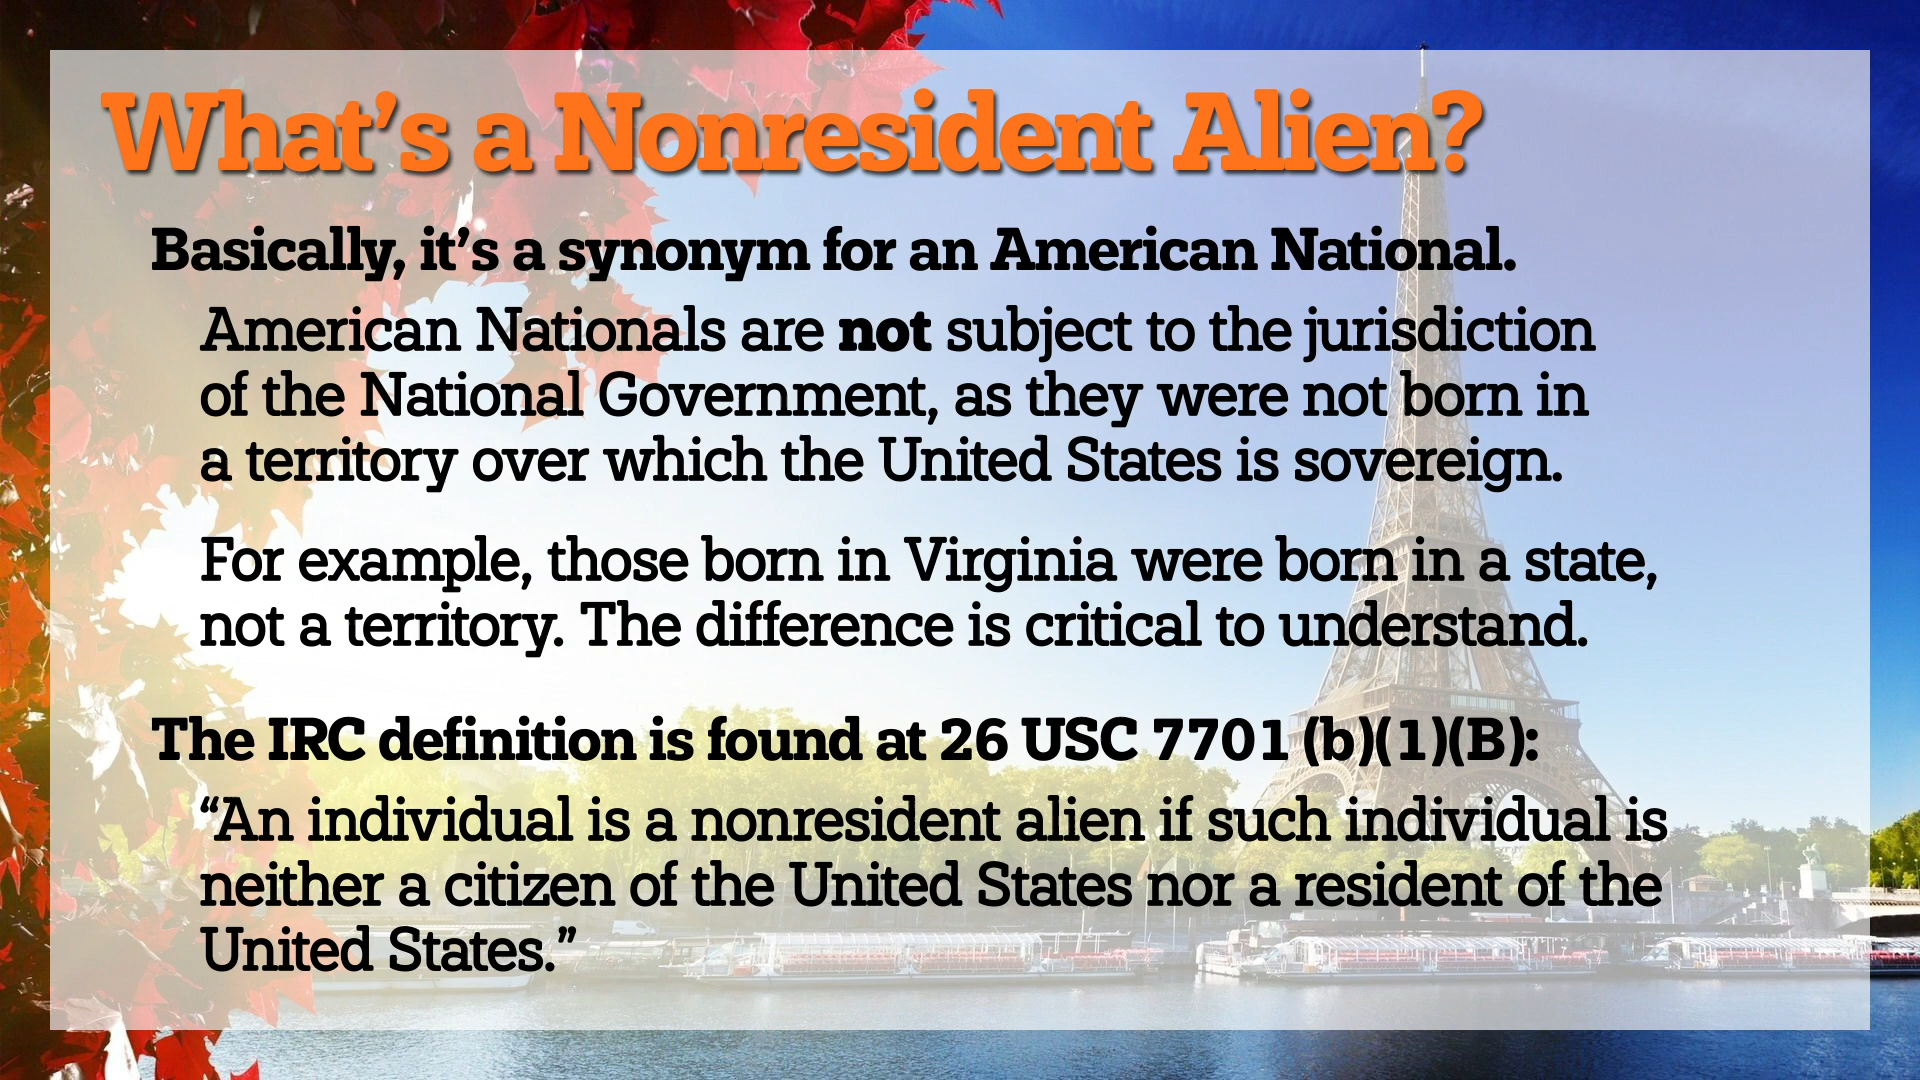 What’s a Nonresident Alien?
Basically, it’s a synonym for an American National.
American Nationals are not subject to the jurisdiction
of the National Government, as they were not born in
a territory over which the United States is sovereign.
For example, those born in Virginia were born in a state,
not a territory. The difference is critical to understand.
The IRC definition is found at 26 USC 7701 (b)(1)(B):
“An individual is a nonresident alien if such individual is
neither a citizen of the United States nor a resident of the
United States.”